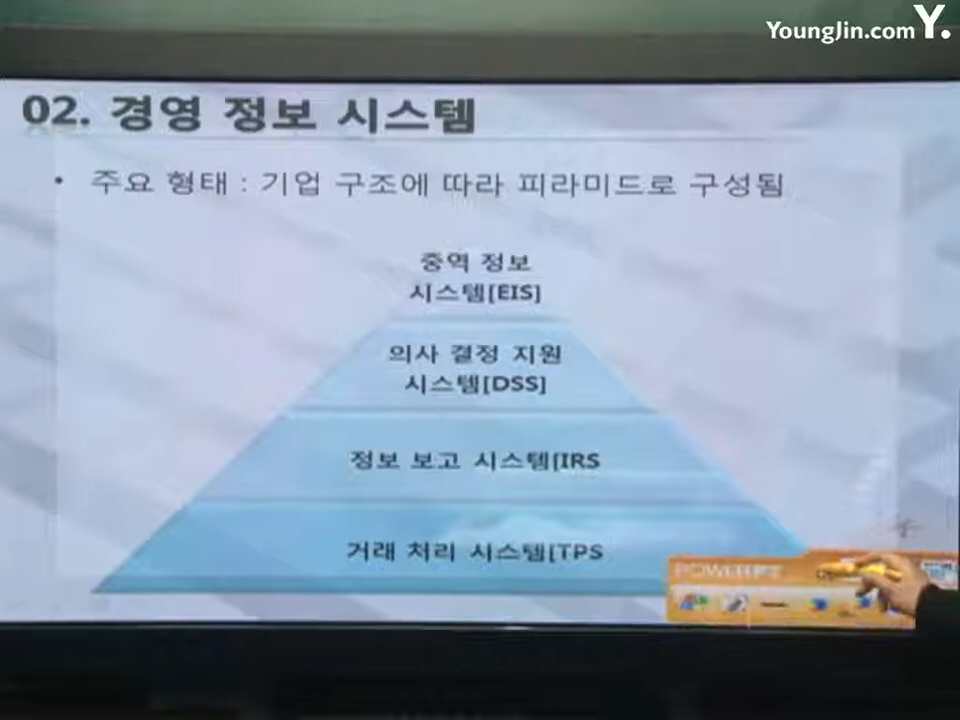 YoungJin.com Y.
02. 경영 정보 시스템
• 주요 형태 : 기업 구조에 따라 피라미드로 구성됨
중역 정보
시스템[EIS]
의사 결정 지원
시스템[DSS]
정보 보고 시스템[IRS
거래 처리 시스템[TPS